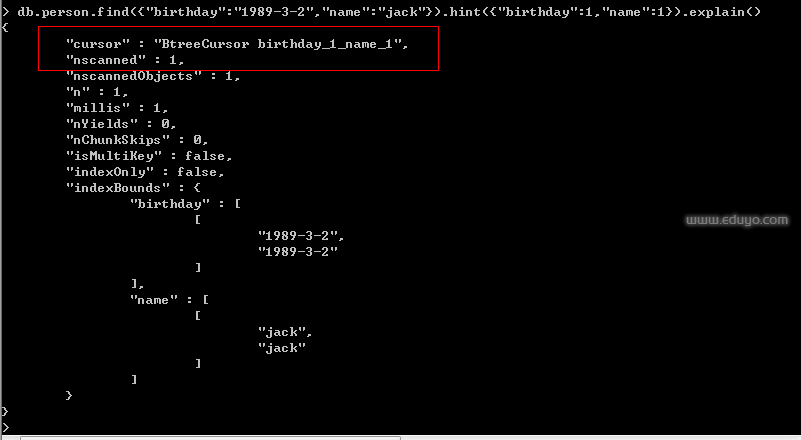 > db.person.find({"birthday":"1989-3-2","name":"jack"}).hint({"birthday":1,"name":1}).explain()
{
"cursor" : "BtreeCursor birthday_1_name_1",
"nscanned" : 1,
"nscannedObjects" : 1,
"n" : 1,
"millis" : 1,
"nYields" : 0,
"nChunkSkips" : 0,
"isMultiKey" : false,
"indexOnly" : false,
"indexBounds" : {
"birthday" : [
[
"1989-3-2",
"1989-3-2"
]
],
"name" : [
[
"jack",
"jack"
]
]
}
}
>
www.eduyo.com